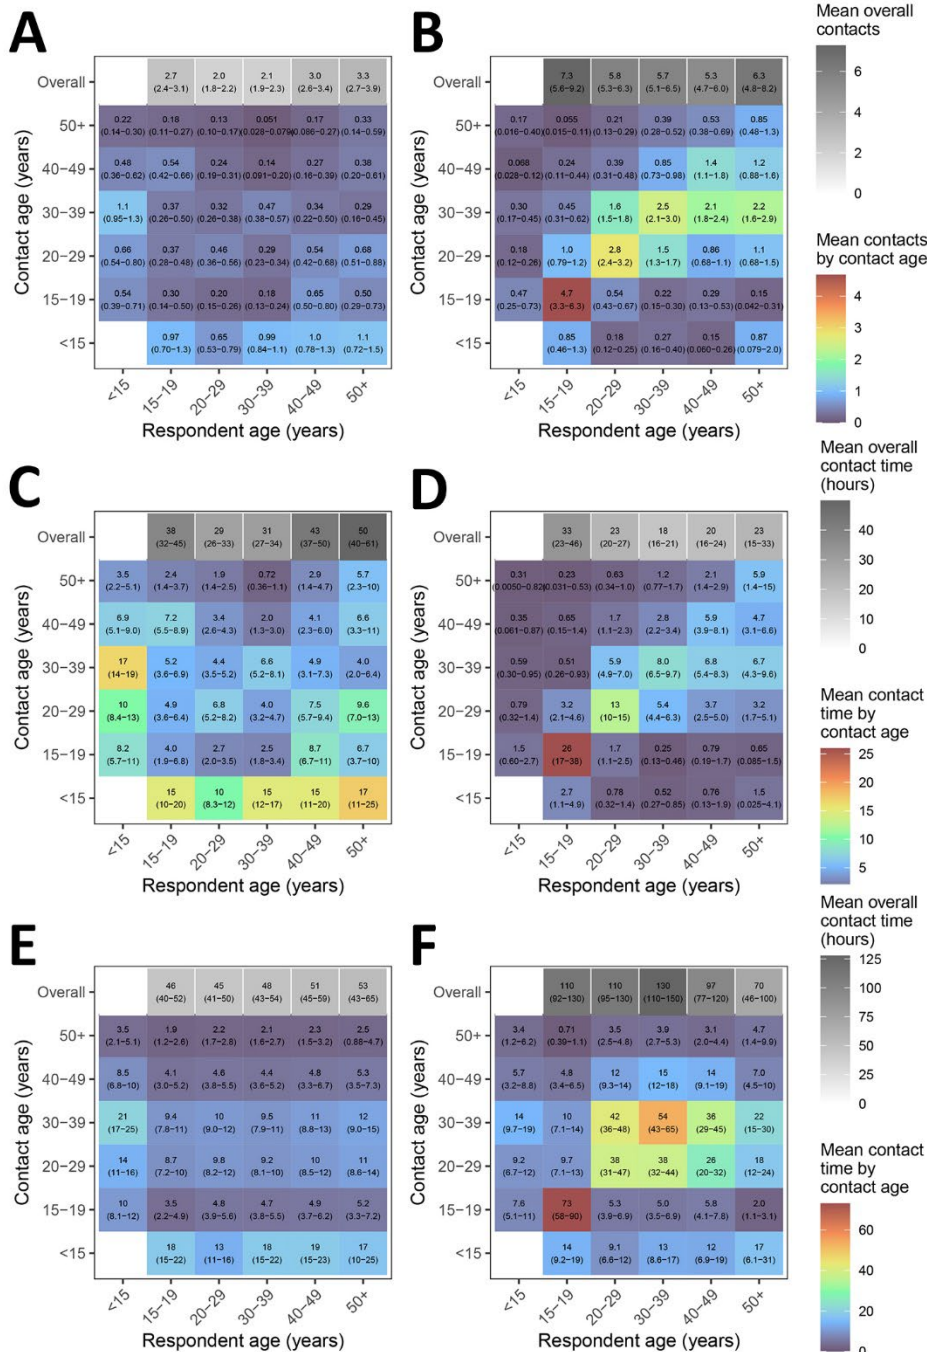 A
B
Mean overall
contacts
6
4
2
0
Mean contacts
by contact age
4
3
2
1
0
Overall
2.7 2.0 2.1 3.0 3.3
(2.4–3.1) (1.8–2.2) (1.9–2.3) (2.6–3.4) (2.7–3.9)
50+
0.22 0.18 0.13 0.051 0.17 0.33
(0.14–0.30) (0.11–0.27) (0.10–0.17) (0.028–0.079) (0.086–0.27) (0.14–0.59)
40–49
0.48 0.54 0.24 0.14 0.27 0.38
(0.36–0.62) (0.42–0.66) (0.19–0.31) (0.091–0.20) (0.16–0.39) (0.20–0.61)
30–39
1.1 0.37 0.32 0.47 0.34 0.29
(0.95–1.3) (0.26–0.50) (0.26–0.38) (0.38–0.57) (0.22–0.50) (0.16–0.45)
20–29
0.66 0.37 0.46 0.29 0.54 0.68
(0.54–0.80) (0.28–0.48) (0.36–0.56) (0.23–0.34) (0.42–0.68) (0.51–0.88)
15–19
0.54 0.30 0.20 0.18 0.65 0.50
(0.39–0.71) (0.14–0.50) (0.15–0.26) (0.13–0.24) (0.50–0.80) (0.29–0.73)
<15
0.97 0.65 0.99 1.0 1.1
(0.70–1.3) (0.53–0.79) (0.84–1.1) (0.78–1.3) (0.72–1.5)
<15 15–19 20–29 30–39 40–49 50+
Respondent age (years)
Contact age (years)
Overall
7.3 5.8 5.7 5.3 6.3
(5.6–9.2) (5.3–6.3) (5.1–6.5) (4.7–6.0) (4.8–8.2)
50+
0.17 0.055 0.21 0.39 0.53 0.85
(0.016–0.40) (0.015–0.11) (0.13–0.29) (0.28–0.52) (0.38–0.69) (0.48–1.3)
40–49
0.068 0.24 0.39 0.85 1.4 1.2
(0.028–0.12) (0.11–0.44) (0.31–0.48) (0.73–0.98) (1.1–1.8) (0.88–1.6)
30–39
0.30 0.45 1.6 2.5 2.1 2.2
(0.17–0.45) (0.31–0.62) (1.5–1.8) (2.1–3.0) (1.8–2.4) (1.6–2.9)
20–29
0.18 1.0 2.8 1.5 0.86 1.1
(0.12–0.26) (0.79–1.2) (2.4–3.2) (1.3–1.7) (0.68–1.1) (0.68–1.5)
15–19
0.47 4.7 0.54 0.22 0.29 0.15
(0.25–0.73) (3.3–6.3) (0.43–0.67) (0.15–0.30) (0.13–0.53) (0.042–0.31)
<15
0.85 0.18 0.27 0.15 0.87
(0.46–1.3) (0.12–0.25) (0.16–0.40) (0.060–0.26) (0.079–2.0)
<15 15–19 20–29 30–39 40–49 50+
Respondent age (years)
Contact age (years)
C
D
Mean overall
contact time
(hours)
40
30
20
10
0
Mean contact
time by
contact age
25
20
15
10
5
Overall
38 29 31 43 50
(32–45) (26–33) (27–34) (37–50) (40–61)
50+
3.5 2.4 1.9 0.72 2.9 5.7
(2.2–5.1) (1.4–3.7) (1.4–2.5) (0.36–1.1) (1.4–4.7) (2.3–10)
40–49
6.9 7.2 3.4 2.0 4.1 6.6
(5.1–9.0) (5.5–8.9) (2.6–4.3) (1.3–3.0) (2.3–6.0) (3.3–11)
30–39
17 5.2 4.4 6.6 4.9 4.0
(14–19) (3.6–6.9) (3.5–5.2) (5.2–8.1) (3.1–7.3) (2.0–6.4)
20–29
10 4.9 6.8 4.0 7.5 9.6
(8.4–13) (3.6–6.4) (5.2–8.2) (3.2–4.7) (5.7–9.4) (7.0–13)
15–19
8.2 4.0 2.7 2.5 8.7 6.7
(5.7–11) (1.9–6.8) (2.0–3.5) (1.8–3.4) (6.7–11) (3.7–10)
<15
15 10 15 15 17
(10–20) (8.3–12) (12–17) (11–20) (11–25)
<15 15–19 20–29 30–39 40–49 50+
Respondent age (years)
Contact age (years)
Overall
33 23 18 20 23
(23–46) (20–27) (16–21) (16–24) (15–33)
50+
0.31 0.23 0.63 1.2 2.1 5.9
(0.0050–0.82) (0.031–0.53) (0.34–1.0) (0.77–1.7) (1.4–2.9) (1.4–15)
40–49
0.35 0.65 1.7 2.8 5.9 4.7
(0.061–0.87) (0.15–1.4) (1.1–2.3) (2.2–3.4) (3.9–8.1) (3.1–6.6)
30–39
0.59 0.51 5.9 8.0 6.8 6.7
(0.30–0.95) (0.26–0.93) (4.9–7.0) (6.5–9.7) (5.4–8.3) (4.3–9.6)
20–29
0.79 3.2 13 5.4 3.7 3.2
(0.32–1.4) (2.1–4.6) (10–15) (4.4–6.3) (2.5–5.0) (1.7–5.1)
15–19
1.5 26 1.7 0.25 0.79 0.65
(0.60–2.7) (17–38) (1.1–2.5) (0.13–0.46) (0.19–1.7) (0.085–1.5)
<15
2.7 0.78 0.52 0.76 1.5
(1.1–4.9) (0.32–1.4) (0.27–0.85) (0.13–1.9) (0.025–4.1)
<15 15–19 20–29 30–39 40–49 50+
Respondent age (years)
Contact age (years)
E
F
Mean overall
contact time
(hours)
125
100
75
50
25
0
Mean contact
time by
contact age
60
40
20
0
Overall
46 45 48 51 53
(40–52) (41–50) (43–54) (45–59) (43–65)
50+
3.5 1.9 2.2 2.1 2.3 2.5
(2.1–5.1) (1.2–2.6) (1.7–2.8) (1.6–2.7) (1.5–3.2) (0.88–4.7)
40–49
8.5 4.1 4.6 4.4 4.8 5.3
(6.8–10) (3.0–5.2) (3.8–5.5) (3.6–5.2) (3.3–6.7) (3.5–7.3)
30–39
21 9.4 10 9.5 11 12
(17–25) (7.8–11) (9.0–12) (7.9–11) (8.8–13) (9.0–15)
20–29
14 8.7 9.8 9.2 10 11
(11–16) (7.2–10) (8.2–12) (8.1–10) (8.5–12) (8.6–14)
15–19
10 3.5 4.8 4.7 4.9 5.2
(8.1–12) (2.2–4.9) (3.9–5.6) (3.8–5.5) (3.7–6.2) (3.3–7.2)
<15
18 13 18 19 17
(15–22) (11–16) (15–22) (15–23) (10–25)
<15 15–19 20–29 30–39 40–49 50+
Respondent age (years)
Contact age (years)
Overall
110 110 130 97 70
(92–130) (95–130) (110–150) (77–120) (46–100)
50+
3.4 0.71 3.5 3.9 3.1 4.7
(1.2–6.2) (0.39–1.1) (2.5–4.8) (2.7–5.3) (2.0–4.4) (1.4–9.9)
40–49
5.7 4.8 12 15 14 7.0
(3.2–8.8) (3.4–6.5) (9.3–14) (12–18) (9.1–19) (4.5–10)
30–39
14 10 42 54 36 22
(9.7–19) (7.1–14) (36–48) (43–65) (29–45) (15–30)
20–29
9.2 9.7 38 38 26 18
(6.7–12) (7.1–13) (31–47) (32–44) (20–32) (12–24)
15–19
7.6 73 5.3 5.0 5.8 2.0
(5.1–11) (58–90) (3.9–6.9) (3.5–6.9) (4.1–7.8) (1.1–3.1)
<15
14 9.1 13 12 17
(9.2–19) (6.6–12) (8.6–17) (6.9–19) (6.1–31)
<15 15–19 20–29 30–39 40–49 50+
Respondent age (years)
Contact age (years)